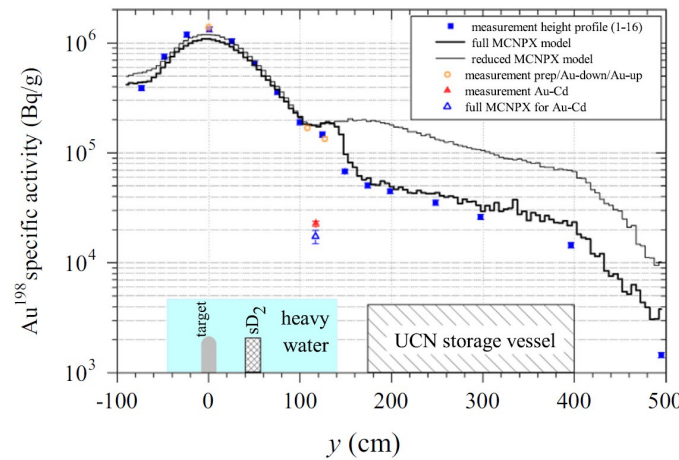 10⁶
10⁵
10⁴
10³
Au¹⁹⁸ specific activity (Bq/g)
measurement height profile (1-16)
full MCNPX model
reduced MCNPX model
measurement prep/Au-down/Au-up
measurement Au-Cd
full MCNPX for Au-Cd
target
sD₂
heavy
water
UCN storage vessel
-100 0 100 200 300 400 500
y (cm)